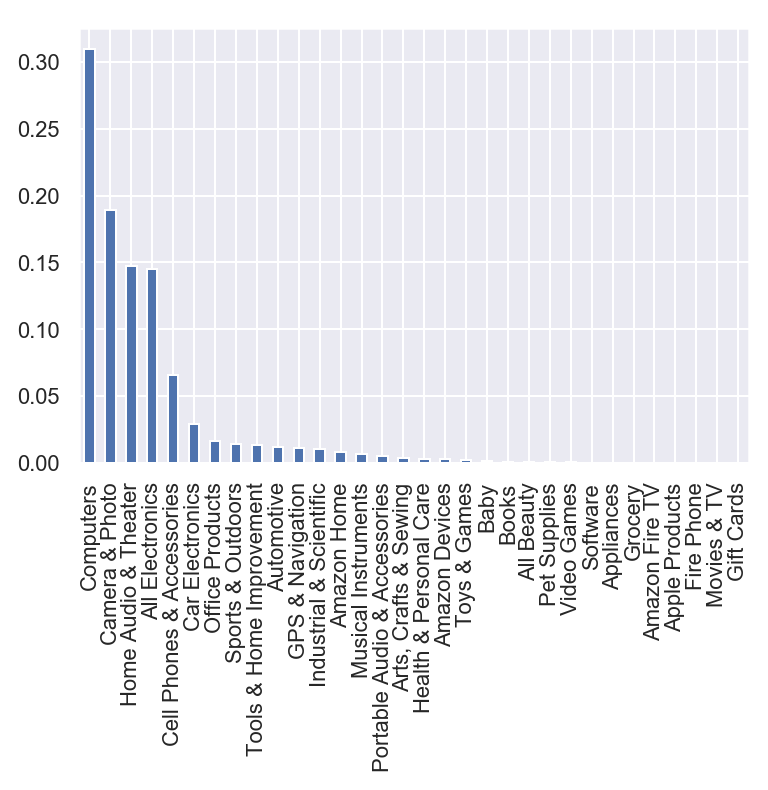 0.30
0.25
0.20
0.15
0.10
0.05
0.00
Computers
Camera & Photo
Home Audio & Theater
All Electronics
Cell Phones & Accessories
Car Electronics
Office Products
Sports & Outdoors
Tools & Home Improvement
Automotive
GPS & Navigation
Industrial & Scientific
Amazon Home
Musical Instruments
Portable Audio & Accessories
Arts, Crafts & Sewing
Health & Personal Care
Amazon Devices
Toys & Games
Baby
Books
All Beauty
Pet Supplies
Video Games
Software
Appliances
Grocery
Amazon Fire TV
Apple Products
Fire Phone
Movies & TV
Gift Cards